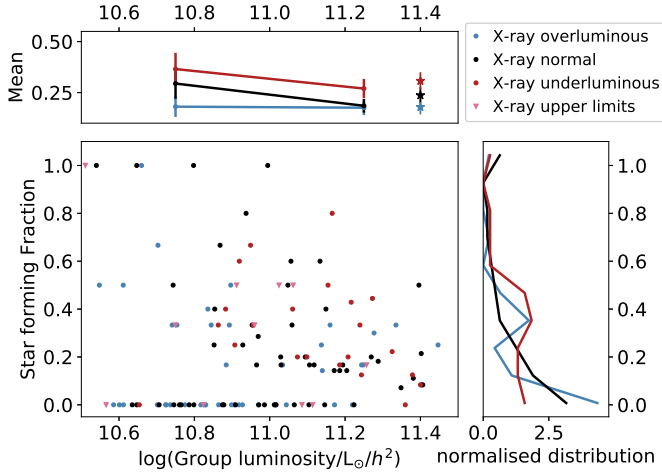 10.6 10.8 11.0 11.2 11.4
0.50
0.25
Mean
X-ray overluminous
X-ray normal
X-ray underluminous
X-ray upper limits
1.0
0.8
0.6
0.4
0.2
0.0
Star forming Fraction
10.6 10.8 11.0 11.2 11.4
log(Group luminosity/L☉/h²)
1.0
0.8
0.6
0.4
0.2
0.0
0.0 2.5
normalised distribution